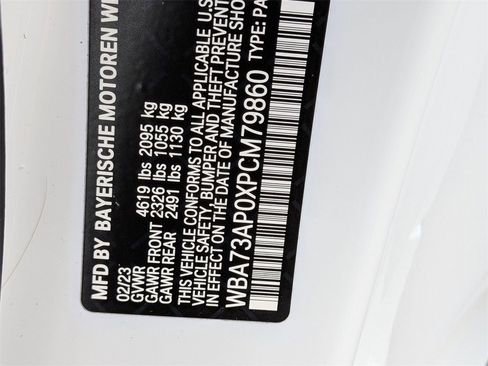 MFD BY BAYERISCHE MOTOREN WE
02/23
GVWR 4619 lbs 2095 kg
GAWR FRONT 2326 lbs 1055 kg
GAWR REAR 2491 lbs 1130 kg
THIS VEHICLE CONFORMS TO ALL APPLICABLE U.S
VEHICLE SAFETY, BUMPER AND THEFT PREVENT
IN EFFECT ON THE DATE OF MANUFACTURE
WBA73AP0XPCM79860 TYPE: PA